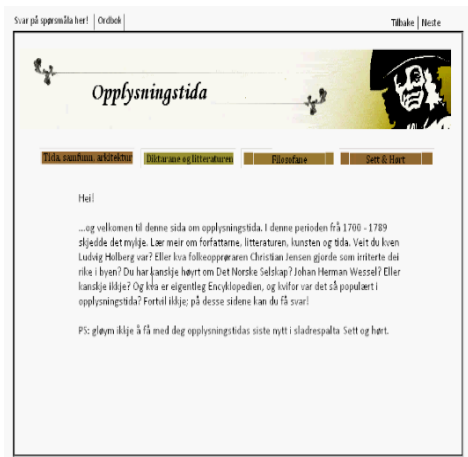 Svar på spørsmåla her! Ordbok Tilbake Neste
Opplysningstida
Tida, samfunn, arkitektur Diktarane og litteraturen Filosofane Sett & Hørt
Hei!
...og velkomen til denne sida om opplysningstida. I denne perioden frå 1700 - 1789
skjedde det mykje. Lær meir om forfattarne, litteraturen, kunsten og tida. Veit du kven
Ludvig Holberg var? Eller kva folkeopprøraren Christian Jensen gjorde som irriterte dei
rike i byen? Du har kanskje høyrt om Det Norske Selskap? Johan Herman Wessel? Eller
kanskje ikkje? Og kva er eigentleg Encyklopedien, og kvifor var det så populært i
opplysningstida? Fortvil ikkje; på desse sidene kan du få svar!
PS: gløym ikkje å få med deg opplysningstidas siste nytt i sladrespalta Sett og hørt.